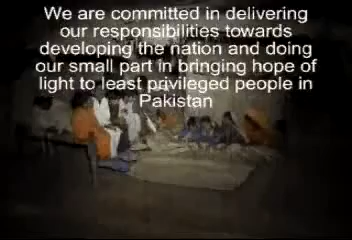 We are committed in delivering
our responsibilities towards
developing the nation and doing
our small part in bringing hope of
light to least privileged people in
Pakistan